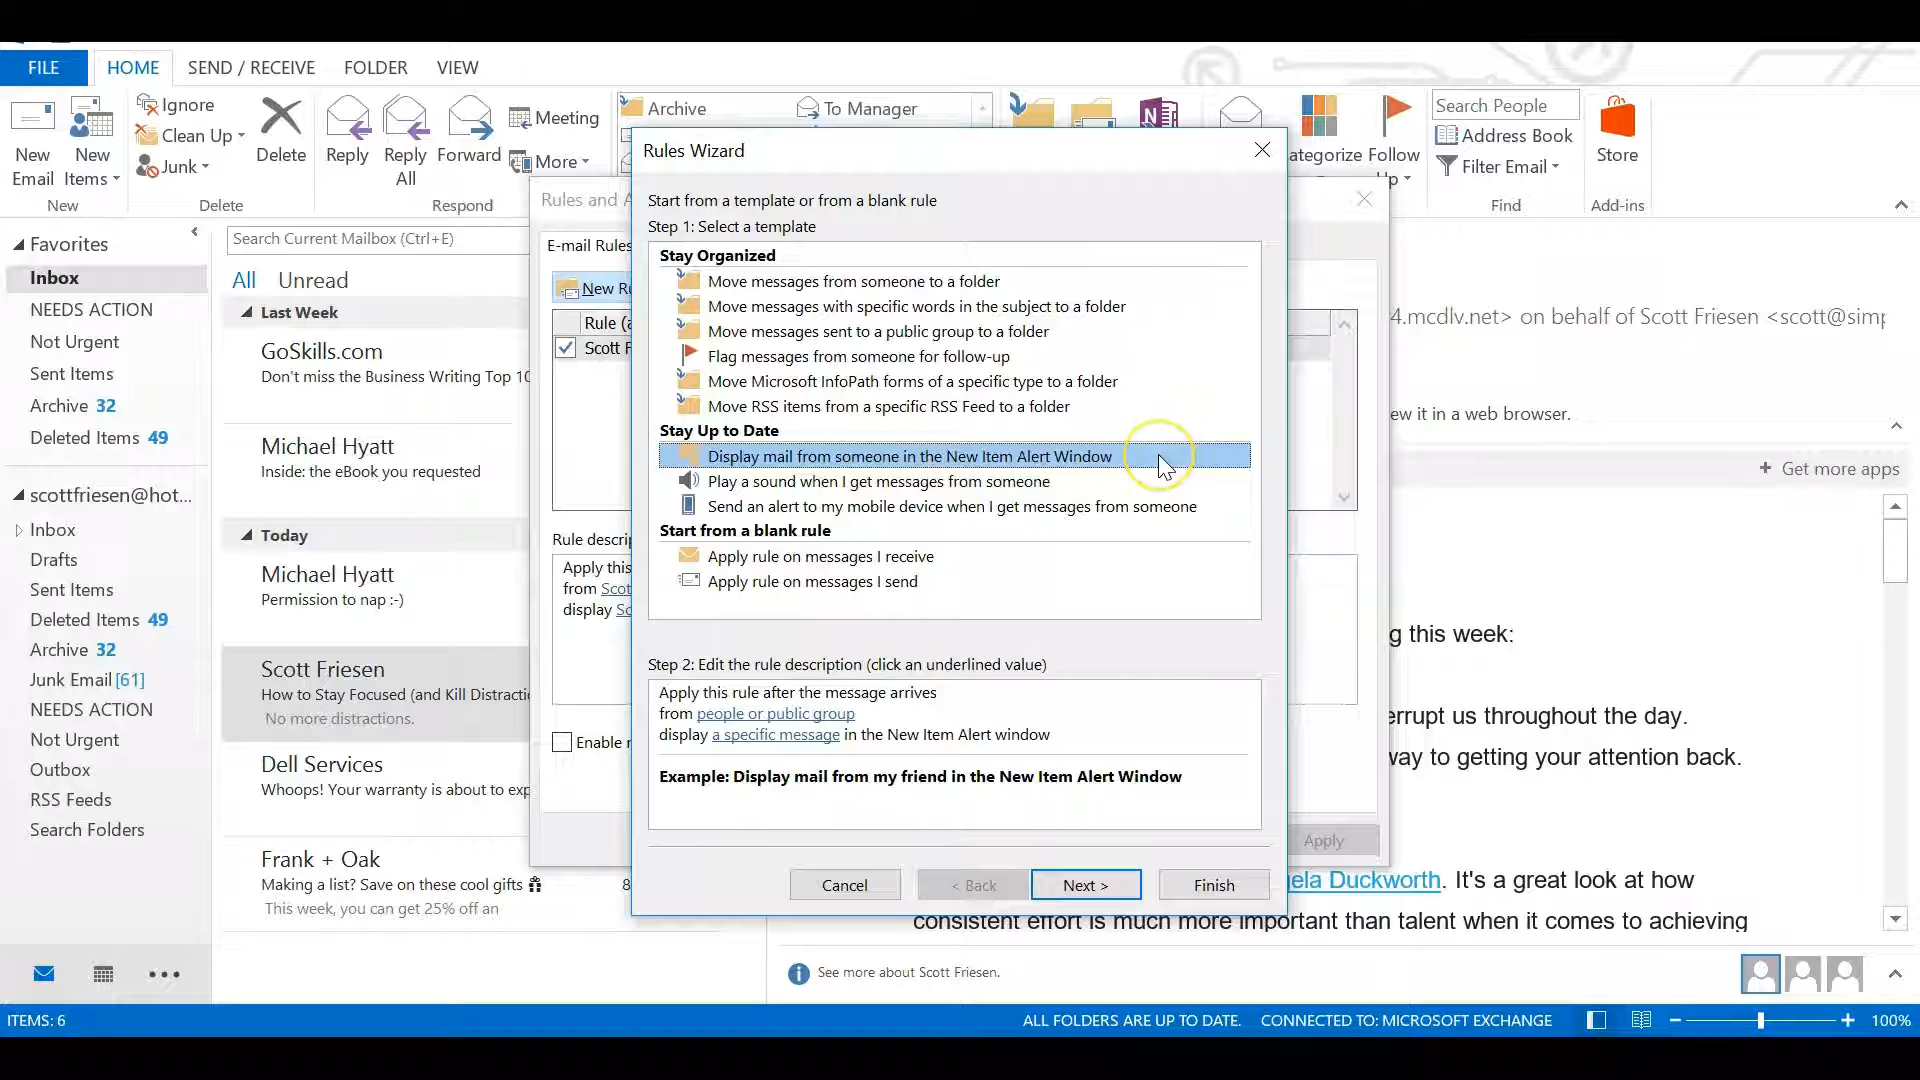 FILE HOME SEND / RECEIVE FOLDER VIEW
Ignore
Clean Up
Junk
Delete
Reply
Reply All
Forward
Meeting
More
Archive
To Manager
New Email
New Items
Categorize Follow
Search People
Address Book
Filter Email
Store
New
Delete
Respond
Find
Add-ins
Favorites
Inbox
NEEDS ACTION
Not Urgent
Sent Items
Archive 32
Deleted Items 49
scottfriesen@hot...
Inbox
Drafts
Sent Items
Deleted Items 49
Archive 32
Junk Email [61]
NEEDS ACTION
Not Urgent
Outbox
RSS Feeds
Search Folders
Search Current Mailbox (Ctrl+E)
All Unread
Last Week
GoSkills.com
Don't miss the Business Writing Top 10
Michael Hyatt
Inside: the eBook you requested
Today
Michael Hyatt
Permission to nap :-)
Scott Friesen
How to Stay Focused (and Kill Distractio
No more distractions.
Dell Services
Whoops! Your warranty is about to exp
Frank + Oak
Making a list? Save on these cool gifts 8
This week, you can get 25% off an
Rules and A
E-mail Rules
New Ru
Rule (a
Scott F
Rule descrip
Apply this
from Scot
display Sc
Enable r
Apply
Rules Wizard
Start from a template or from a blank rule
Step 1: Select a template
Stay Organized
Move messages from someone to a folder
Move messages with specific words in the subject to a folder
Move messages sent to a public group to a folder
Flag messages from someone for follow-up
Move Microsoft InfoPath forms of a specific type to a folder
Move RSS items from a specific RSS Feed to a folder
Stay Up to Date
Display mail from someone in the New Item Alert Window
Play a sound when I get messages from someone
Send an alert to my mobile device when I get messages from someone
Start from a blank rule
Apply rule on messages I receive
Apply rule on messages I send
Step 2: Edit the rule description (click an underlined value)
Apply this rule after the message arrives
from people or public group
display a specific message in the New Item Alert window
Example: Display mail from my friend in the New Item Alert Window
Cancel < Back Next > Finish
4.mcdlv.net> on behalf of Scott Friesen <scott@simp
ew it in a web browser.
+ Get more apps
g this week:
errupt us throughout the day.
way to getting your attention back.
ela Duckworth. It's a great look at how
consistent effort is much more important than talent when it comes to achieving
See more about Scott Friesen.
ITEMS: 6
ALL FOLDERS ARE UP TO DATE. CONNECTED TO: MICROSOFT EXCHANGE 100%